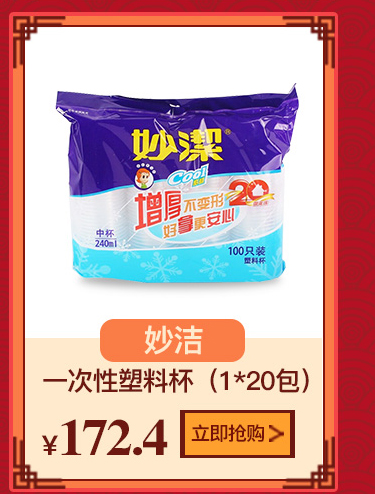 妙潔®
Cool
增厚 不变形
好拿 更安心
20
中杯
240ml
100只装
塑料杯
妙洁
一次性塑料杯（1*20包）
¥172.4
立即抢购 >